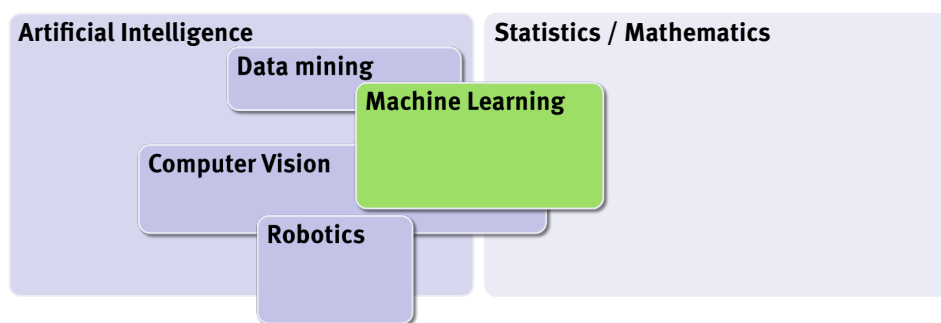 Artificial Intelligence
Statistics / Mathematics
Data mining
Machine Learning
Computer Vision
Robotics